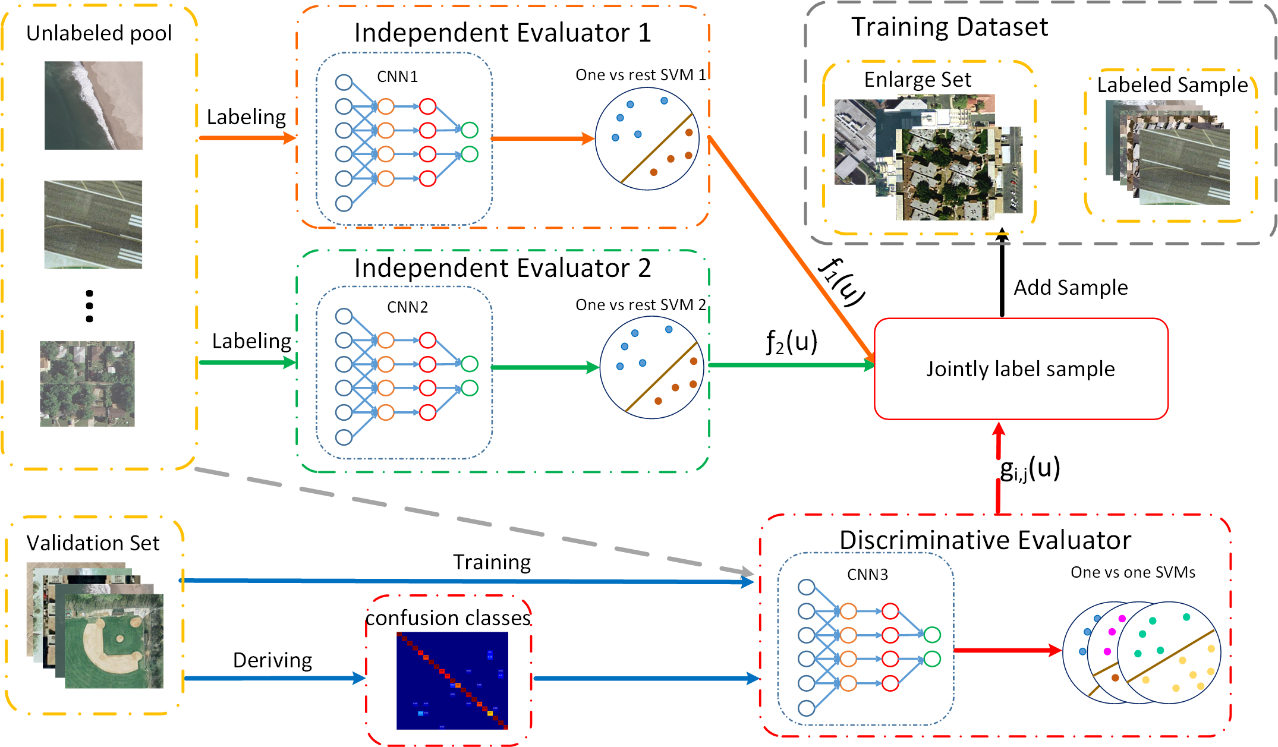 Unlabeled pool
Independent Evaluator 1
CNN1
One vs rest SVM 1
Labeling
Training Dataset
Enlarge Set
Labeled Sample
Independent Evaluator 2
CNN2
One vs rest SVM 2
Labeling
f₁(u)
f₂(u)
Add Sample
Jointly label sample
gᵢ,ⱼ(u)
Validation Set
Training
Deriving
confusion classes
Discriminative Evaluator
CNN3
One vs one SVMs